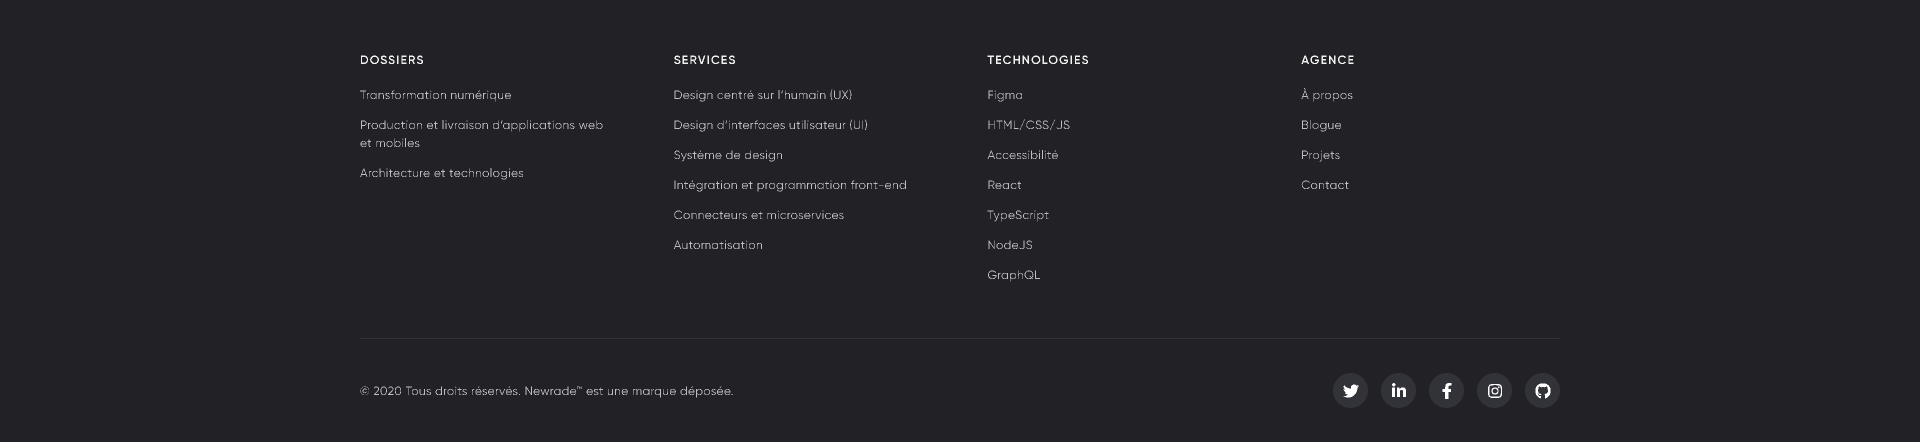 DOSSIERS
Transformation numérique
Production et livraison d'applications web
et mobiles
Architecture et technologies
SERVICES
Design centré sur l'humain (UX)
Design d'interfaces utilisateur (UI)
Système de design
Intégration et programmation front-end
Connecteurs et microservices
Automatisation
TECHNOLOGIES
Figma
HTML/CSS/JS
Accessibilité
React
TypeScript
NodeJS
GraphQL
AGENCE
À propos
Blogue
Projets
Contact
© 2020 Tous droits réservés. Newrade™ est une marque déposée.